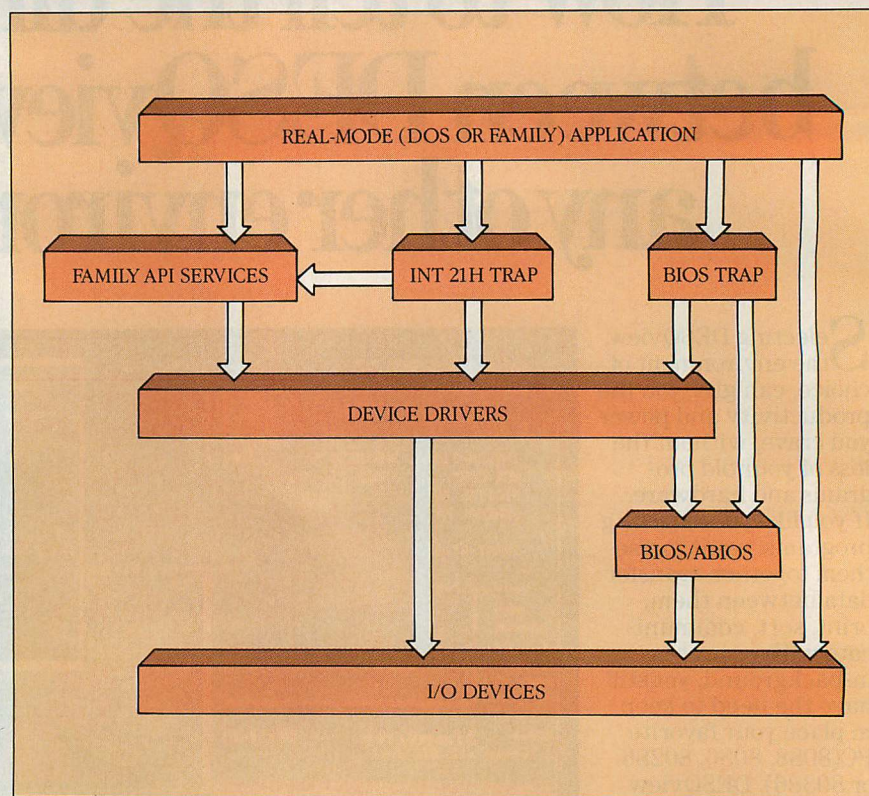 REAL-MODE (DOS OR FAMILY) APPLICATION
FAMILY API SERVICES
INT 21H TRAP
BIOS TRAP
DEVICE DRIVERS
BIOS/ABIOS
I/O DEVICES